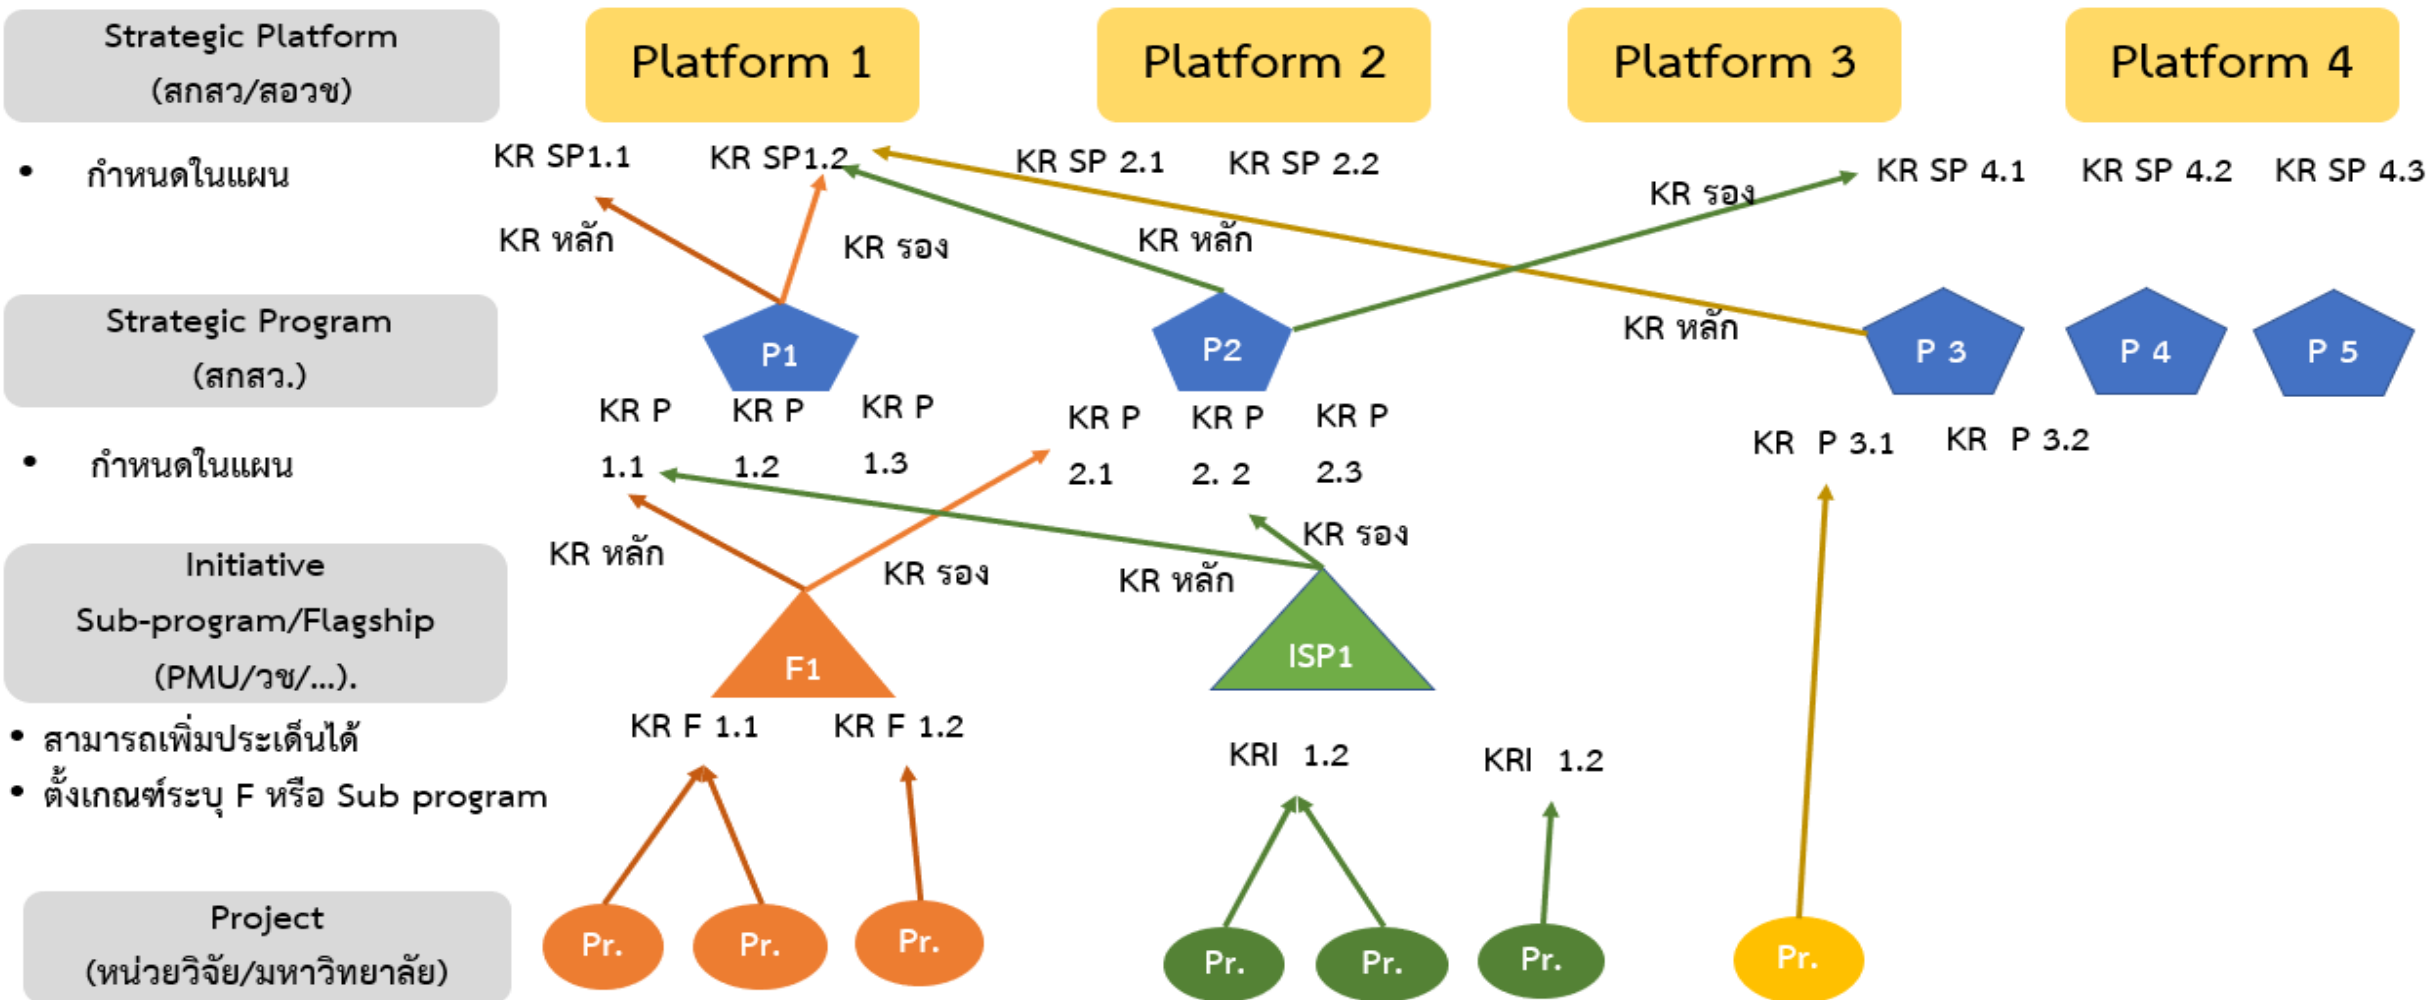 Strategic Platform
(สกสว/สอวช)
Platform 1
Platform 2
Platform 3
Platform 4
• กำหนดในแผน
KR SP1.1
KR SP1.2
KR SP 2.1
KR SP 2.2
KR SP 4.1
KR SP 4.2
KR SP 4.3
KR หลัก
KR รอง
KR หลัก
KR รอง
KR หลัก
Strategic Program
(สกสว.)
P1
P2
P 3
P 4
P 5
• กำหนดในแผน
KR P
1.1
KR P
1.2
KR P
1.3
KR P
2.1
KR P
2. 2
KR P
2.3
KR P 3.1
KR P 3.2
KR หลัก
KR รอง
KR หลัก
KR รอง
Initiative
Sub-program/Flagship
(PMU/วช/...).
F1
ISP1
• สามารถเพิ่มประเด็นได้
• ตั้งเกณฑ์ระบุ F หรือ Sub program
KR F 1.1
KR F 1.2
KRI 1.2
KRI 1.2
Project
(หน่วยวิจัย/มหาวิทยาลัย)
Pr.
Pr.
Pr.
Pr.
Pr.
Pr.
Pr.